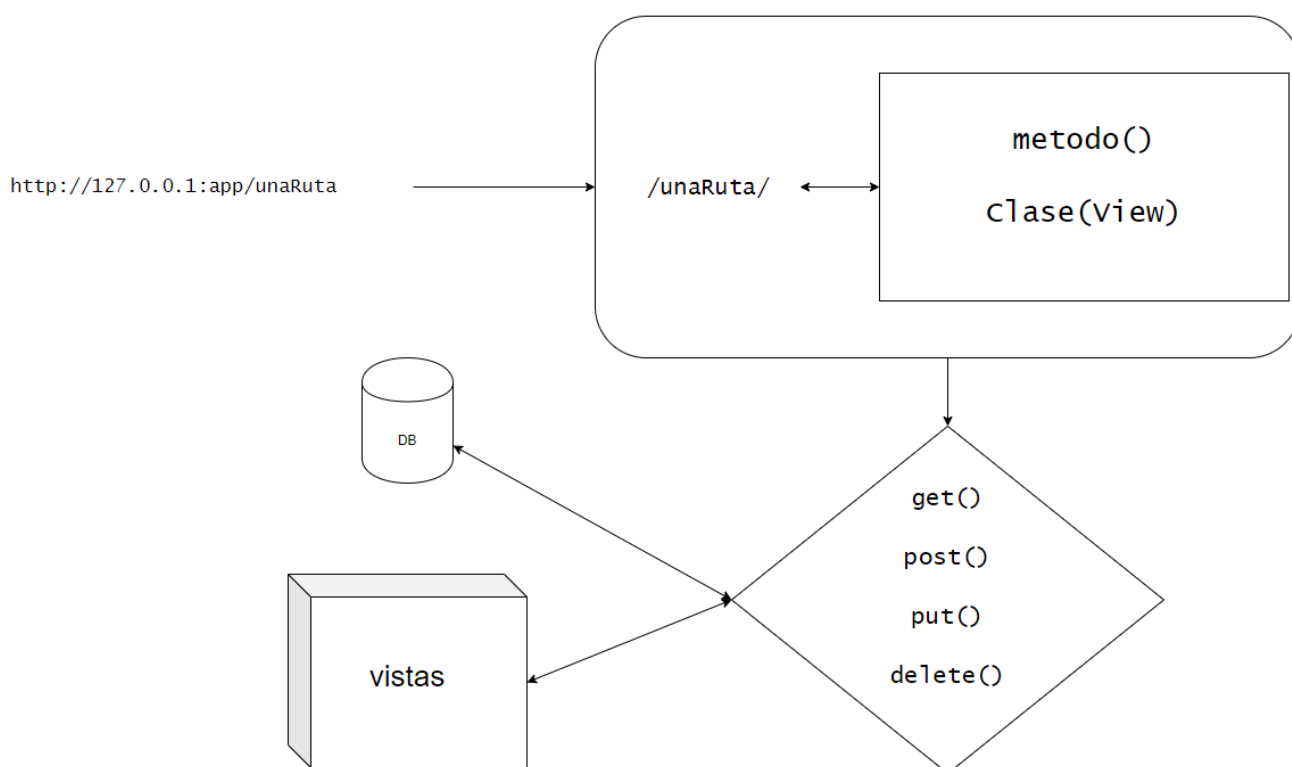 http://127.0.0.1:app/unaRuta
/unaRuta/
metodo()
Clase(View)
DB
get()
post()
put()
delete()
vistas